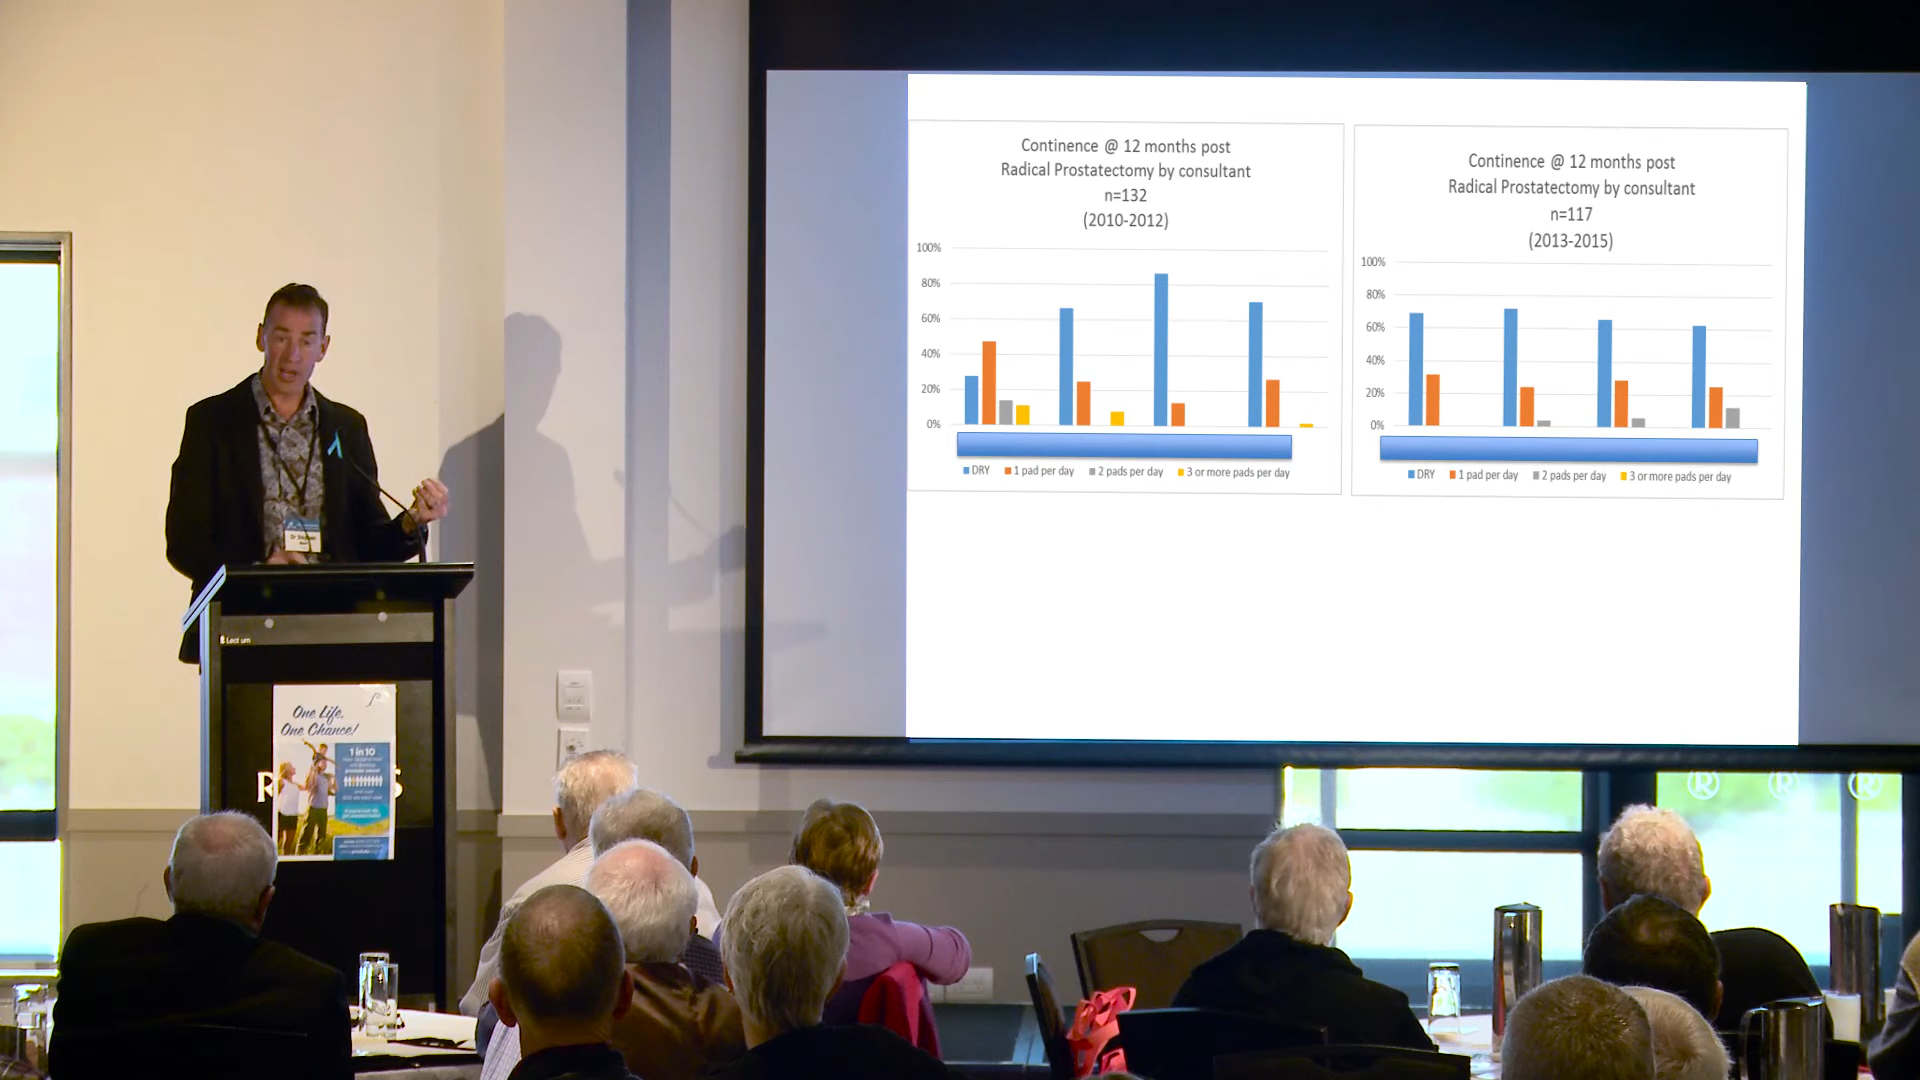 Continence @ 12 months post
Radical Prostatectomy by consultant
n=132
(2010-2012)
100%
80%
60%
40%
20%
0%
DRY
1 pad per day
2 pads per day
3 or more pads per day
Continence @ 12 months post
Radical Prostatectomy by consultant
n=117
(2013-2015)
100%
80%
60%
40%
20%
0%
DRY
1 pad per day
2 pads per day
3 or more pads per day
One Life.
One Chance!
1 in 10
prostate cancer
Dr
R
S
® ® ®